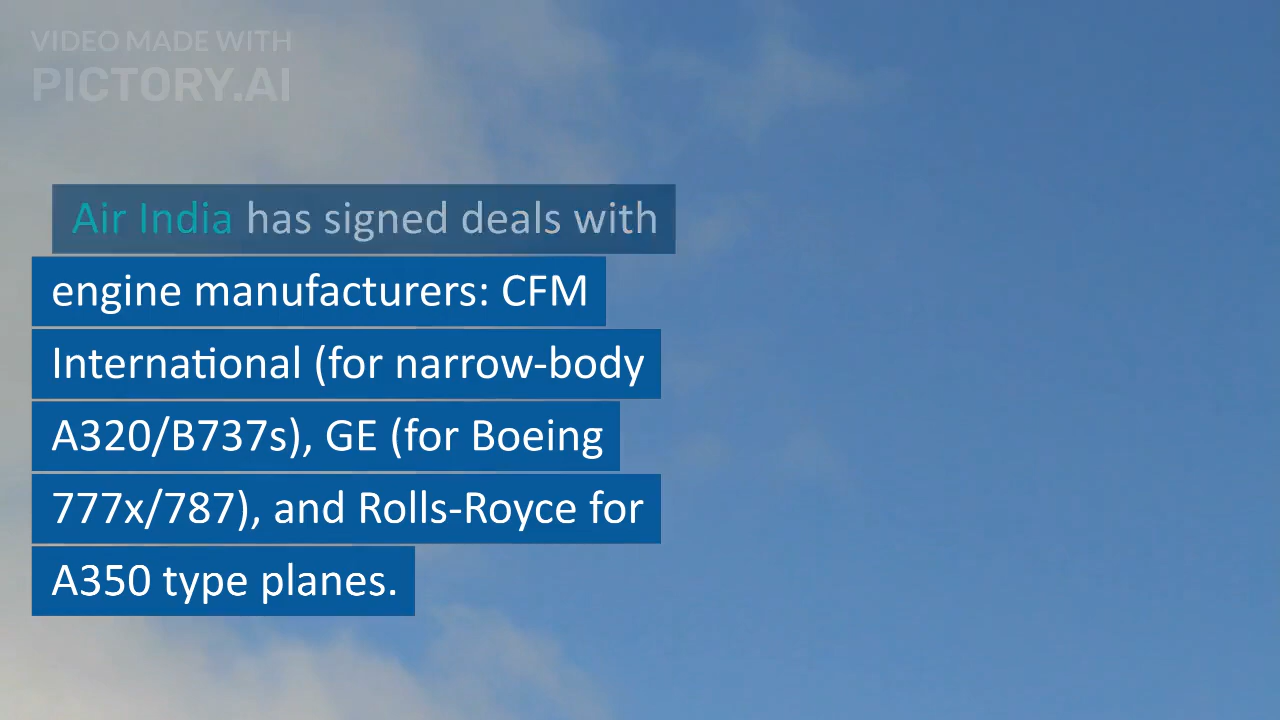 VIDEO MADE WITH
PICTORY.AI
Air India has signed deals with
engine manufacturers: CFM
International (for narrow-body
A320/B737s), GE (for Boeing
777x/787), and Rolls-Royce for
A350 type planes.